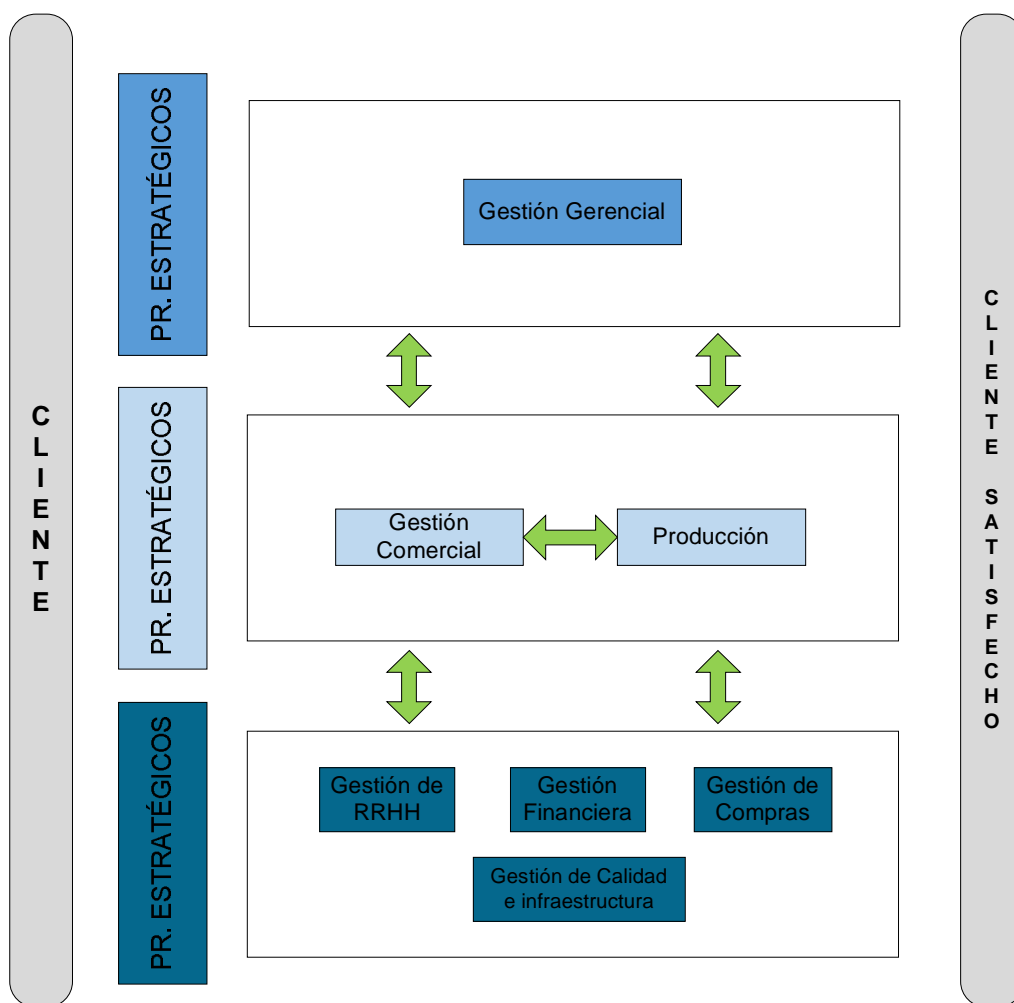 CLIENTE
PR. ESTRATÉGICOS
Gestión Gerencial
PR. ESTRATÉGICOS
Gestión
Comercial
Producción
PR. ESTRATÉGICOS
Gestión de
RRHH
Gestión
Financiera
Gestión de
Compras
Gestión de Calidad
e infraestructura
CLIENTE SATISFECHO